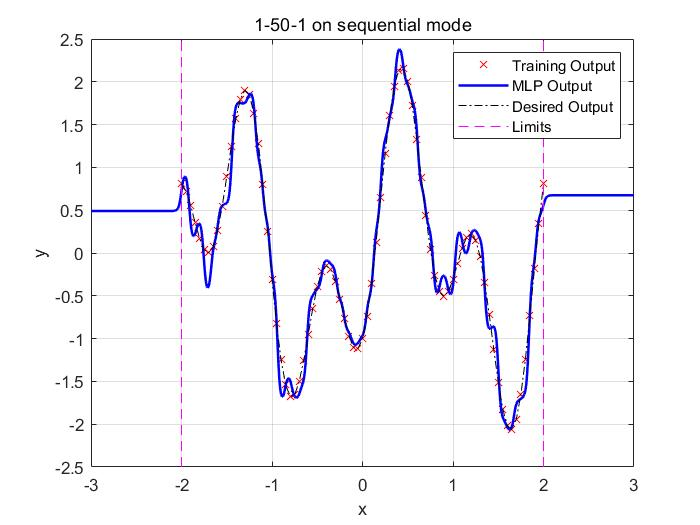 1-50-1 on sequential mode
2.5
2
1.5
1
0.5
0
-0.5
-1
-1.5
-2
-2.5
y
Training Output
MLP Output
Desired Output
Limits
-3 -2 -1 0 1 2 3
x